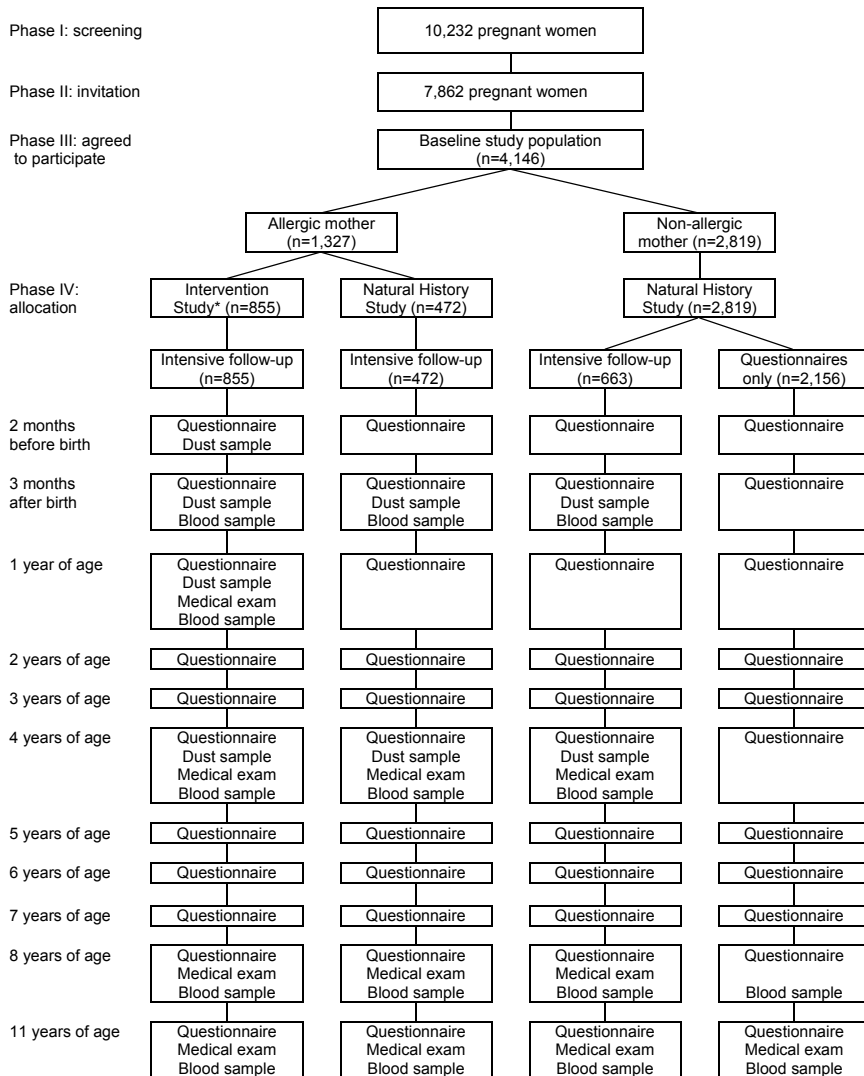 Phase I: screening
10,232 pregnant women
Phase II: invitation
7,862 pregnant women
Phase III: agreed
to participate
Baseline study population
(n=4,146)
Allergic mother
(n=1,327)
Non-allergic
mother (n=2,819)
Phase IV:
allocation
Intervention
Study* (n=855)
Natural History
Study (n=472)
Natural History
Study (n=2,819)
Intensive follow-up
(n=855)
Intensive follow-up
(n=472)
Intensive follow-up
(n=663)
Questionnaires
only (n=2,156)
2 months
before birth
Questionnaire
Dust sample
Questionnaire
Questionnaire
Questionnaire
3 months
after birth
Questionnaire
Dust sample
Blood sample
Questionnaire
Dust sample
Blood sample
Questionnaire
Dust sample
Blood sample
Questionnaire
1 year of age
Questionnaire
Dust sample
Medical exam
Blood sample
Questionnaire
Questionnaire
Questionnaire
2 years of age
Questionnaire
Questionnaire
Questionnaire
Questionnaire
3 years of age
Questionnaire
Questionnaire
Questionnaire
Questionnaire
4 years of age
Questionnaire
Dust sample
Medical exam
Blood sample
Questionnaire
Dust sample
Medical exam
Blood sample
Questionnaire
Dust sample
Medical exam
Blood sample
Questionnaire
5 years of age
Questionnaire
Questionnaire
Questionnaire
Questionnaire
6 years of age
Questionnaire
Questionnaire
Questionnaire
Questionnaire
7 years of age
Questionnaire
Questionnaire
Questionnaire
Questionnaire
8 years of age
Questionnaire
Medical exam
Blood sample
Questionnaire
Medical exam
Blood sample
Questionnaire
Medical exam
Blood sample
Questionnaire
Blood sample
11 years of age
Questionnaire
Medical exam
Blood sample
Questionnaire
Medical exam
Blood sample
Questionnaire
Medical exam
Blood sample
Questionnaire
Medical exam
Blood sample